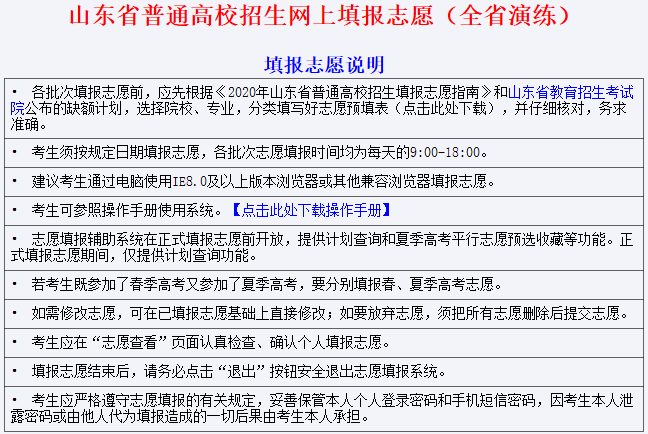 山东省普通高校招生网上填报志愿（全省演练）
填报志愿说明
· 各批次填报志愿前，应先根据《2020年山东省普通高校招生填报志愿指南》和山东省教育招生考试
院公布的缺额计划，选择院校、专业，分类填写好志愿预填表（点击此处下载），并仔细核对，务求
准确。
· 考生须按规定日期填报志愿，各批次志愿填报时间均为每天的9:00-18:00。
· 建议考生通过电脑使用IE8.0及以上版本浏览器或其他兼容浏览器填报志愿。
· 考生可参照操作手册使用系统。【点击此处下载操作手册】
· 志愿填报辅助系统在正式填报志愿前开放，提供计划查询和夏季高考平行志愿预选收藏等功能。正
式填报志愿期间，仅提供计划查询功能。
· 若考生既参加了春季高考又参加了夏季高考，要分别填报春、夏季高考志愿。
· 如需修改志愿，可在已填报志愿基础上直接修改；如要放弃志愿，须把所有志愿删除后提交志愿。
· 考生应在“志愿查看”页面认真检查、确认个人填报志愿。
· 填报志愿结束后，请务必点击“退出”按钮安全退出志愿填报系统。
· 考生应严格遵守志愿填报的有关规定，妥善保管本人个人登录密码和手机短信密码，因考生本人泄
露密码或由他人代为填报造成的一切后果由考生本人承担。